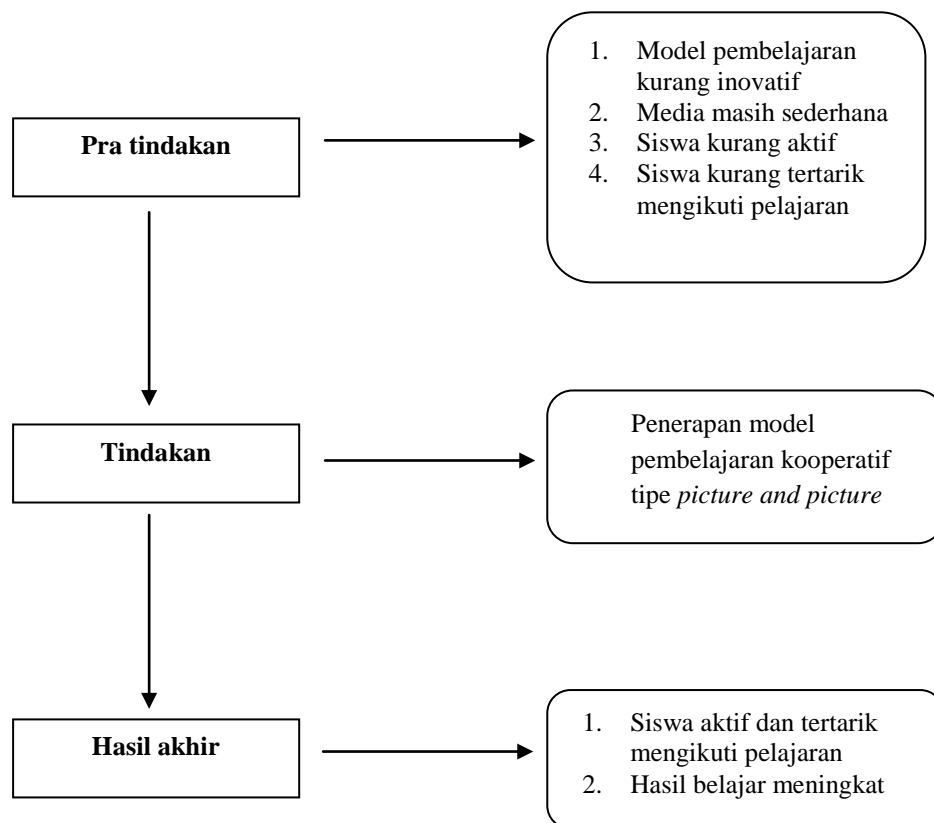 Pra tindakan
1. Model pembelajaran
kurang inovatif
2. Media masih sederhana
3. Siswa kurang aktif
4. Siswa kurang tertarik
mengikuti pelajaran
Tindakan
Penerapan model
pembelajaran kooperatif
tipe picture and picture
Hasil akhir
1. Siswa aktif dan tertarik
mengikuti pelajaran
2. Hasil belajar meningkat